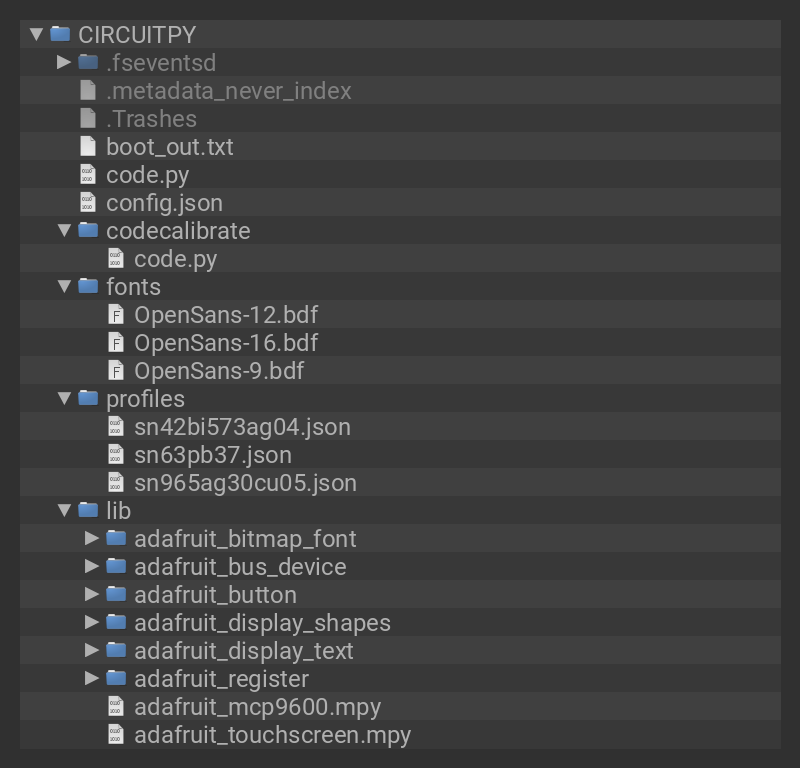 CIRCUITPY
.fseventsd
.metadata_never_index
.Trashes
boot_out.txt
code.py
config.json
codecalibrate
code.py
fonts
OpenSans-12.bdf
OpenSans-16.bdf
OpenSans-9.bdf
profiles
sn42bi573ag04.json
sn63pb37.json
sn965ag30cu05.json
lib
adafruit_bitmap_font
adafruit_bus_device
adafruit_button
adafruit_display_shapes
adafruit_display_text
adafruit_register
adafruit_mcp9600.mpy
adafruit_touchscreen.mpy